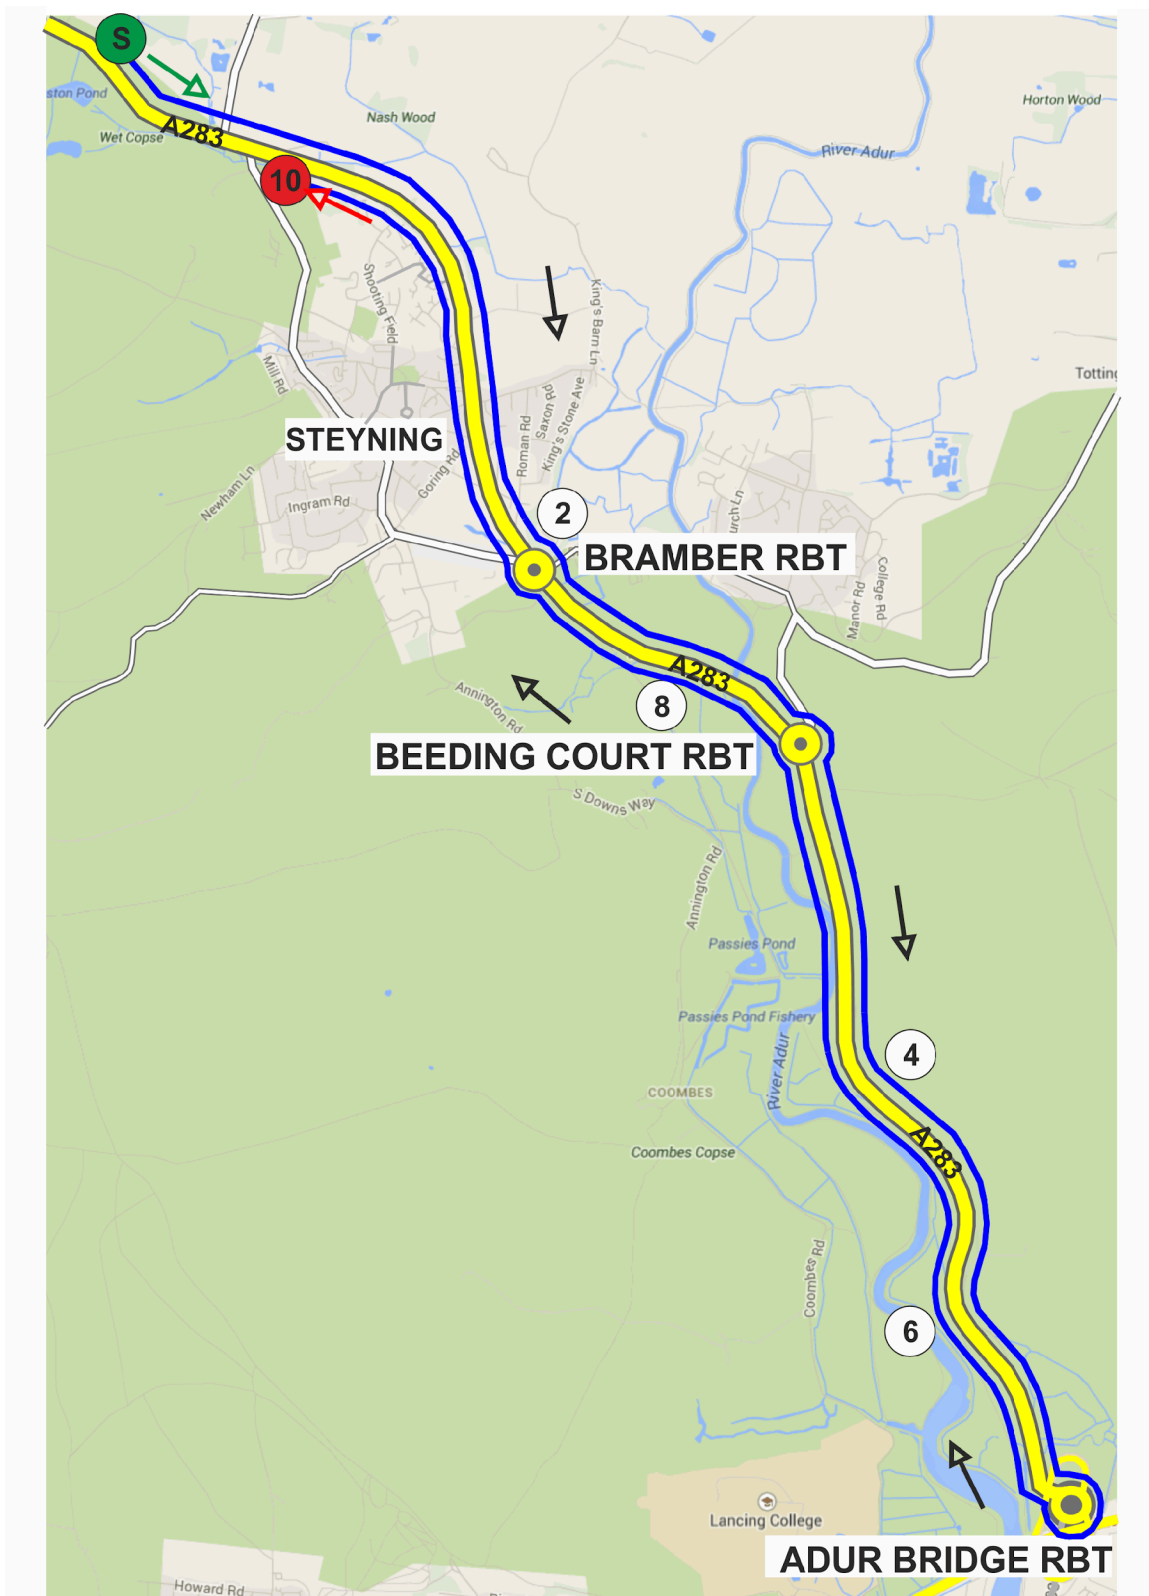 S
ston Pond
Wet Copse
A283
Nash Wood
Horton Wood
River Adur
10
Shooting Field
King's Barn Ln
Mill Rd
Totting
STEYNING
Roman Rd
Saxon Rd
King's Stone Ave
Goring Rd
Newham Ln
Ingram Rd
2
urch Ln
BRAMBER RBT
College Rd
Manor Rd
A283
8
Annington Rd
BEEDING COURT RBT
S Downs Way
Annington Rd
Passies Pond
Passies Pond Fishery
River Adur
4
COOMBES
Coombes Copse
A283
Coombes Rd
6
Lancing College
ADUR BRIDGE RBT
Howard Rd